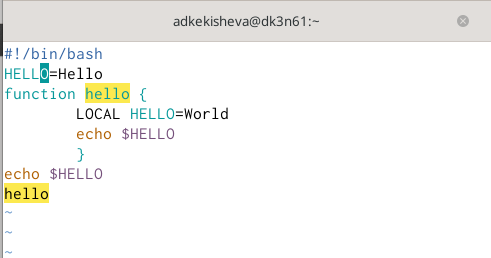 adkekisheva@dk3n61:~
#!/bin/bash
HELLO=Hello
function hello {
        LOCAL HELLO=World
        echo $HELLO
        }
echo $HELLO
hello
~
~
~